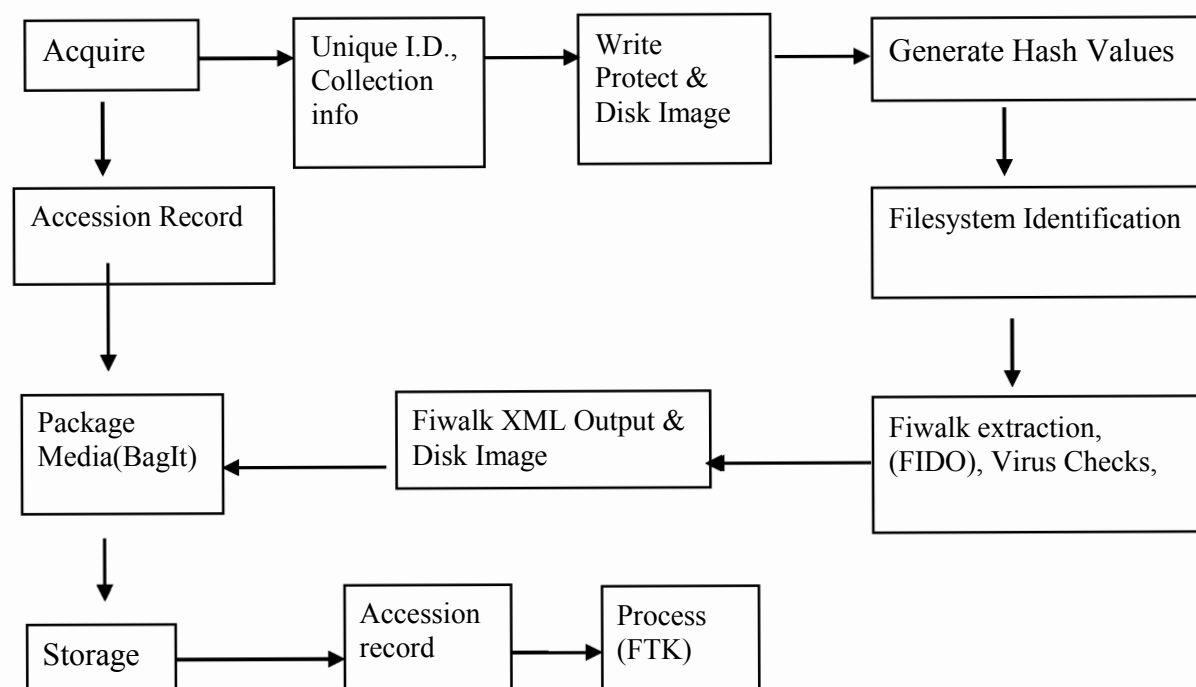 Acquire
Unique I.D.,
Collection
info
Write
Protect &
Disk Image
Generate Hash Values
Accession Record
Filesystem Identification
Package
Media(BagIt)
Fiwalk XML Output &
Disk Image
Fiwalk extraction,
(FIDO), Virus Checks,
Storage
Accession
record
Process
(FTK)